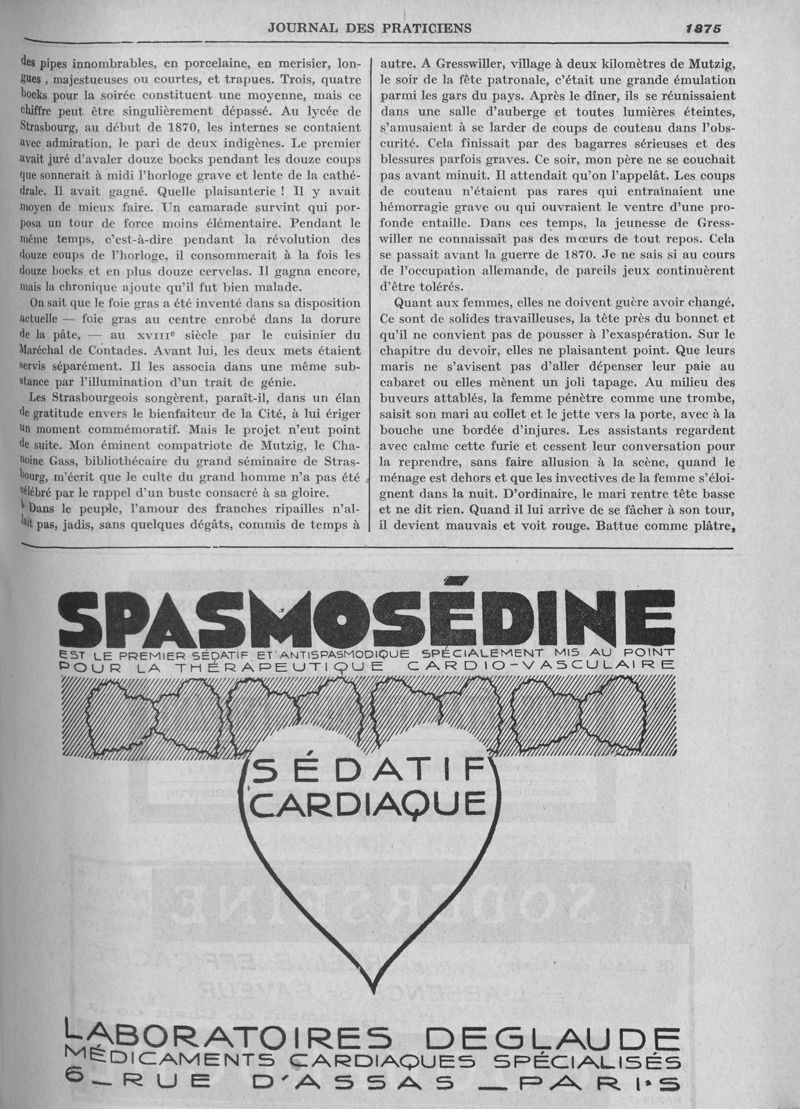 JOURNAL DES PRATICIENS 1875
des pipes innombrables, en porcelaine, en merisier, lon-
gues , majestueuses ou courtes, et trapues. Trois, quatre
bocks pour la soirée constituent une moyenne, mais ce
chiffre peut être singulièrement dépassé. Au lycée de
Strasbourg, au début de 1870, les internes se contaient
avec admiration, le pari de deux indigènes. Le premier
avait juré d'avaler douze bocks pendant les douze coups
que sonnerait à midi l'horloge grave et lente de la cathé-
drale. Il avait gagné. Quelle plaisanterie ! Il y avait
moyen de mieux faire. Un camarade survint qui por-
posa un tour de force moins élémentaire. Pendant le
même temps, c'est-à-dire pendant la révolution des
douze coups de l'horloge, il consommerait à la fois les
douze bocks et en plus douze cervelas. Il gagna encore,
mais la chronique ajoute qu'il fut bien malade.
On sait que le foie gras a été inventé dans sa disposition
actuelle — foie gras au centre enrobé dans la dorure
de la pâte, — au XVIIIe siècle par le cuisinier du
Maréchal de Contades. Avant lui, les deux mets étaient
servis séparément. Il les associa dans une même sub-
stance par l'illumination d'un trait de génie.
Les Strasbourgeois songèrent, paraît-il, dans un élan
de gratitude envers le bienfaiteur de la Cité, à lui ériger
un moment commémoratif. Mais le projet n'eut point
de suite. Mon éminent compatriote de Mutzig, le Cha-
noine Gass, bibliothécaire du grand séminaire de Stras-
bourg, m'écrit que le culte du grand homme n'a pas été
célébré par le rappel d'un buste consacré à sa gloire.
Dans le peuple, l'amour des franches ripailles n'al-
lait pas, jadis, sans quelques dégâts, commis de temps à
autre. A Gresswiller, village à deux kilomètres de Mutzig,
le soir de la fête patronale, c'était une grande émulation
parmi les gars du pays. Après le dîner, ils se réunissaient
dans une salle d'auberge et toutes lumières éteintes,
s'amusaient à se larder de coups de couteau dans l'obs-
curité. Cela finissait par des bagarres sérieuses et des
blessures parfois graves. Ce soir, mon père ne se couchait
pas avant minuit. Il attendait qu'on l'appelât. Les coups
de couteau n'étaient pas rares qui entraînaient une
hémorragie grave ou qui ouvraient le ventre d'une pro-
fonde entaille. Dans ces temps, la jeunesse de Gress-
willer ne connaissait pas des mœurs de tout repos. Cela
se passait avant la guerre de 1870. Je ne sais si au cours
de l'occupation allemande, de pareils jeux continuèrent
d'être tolérés.
Quant aux femmes, elles ne doivent guère avoir changé.
Ce sont de solides travailleuses, la tête près du bonnet et
qu'il ne convient pas de pousser à l'exaspération. Sur le
chapitre du devoir, elles ne plaisantent point. Que leurs
maris ne s'avisent pas d'aller dépenser leur paie au
cabaret ou elles mènent un joli tapage. Au milieu des
buveurs attablés, la femme pénètre comme une trombe,
saisit son mari au collet et le jette vers la porte, avec à la
bouche une bordée d'injures. Les assistants regardent
avec calme cette furie et cessent leur conversation pour
la reprendre, sans faire allusion à la scène, quand le
ménage est dehors et que les invectives de la femme s'éloi-
gnent dans la nuit. D'ordinaire, le mari rentre tête basse
et ne dit rien. Quand il lui arrive de se fâcher à son tour,
il devient mauvais et voit rouge. Battue comme plâtre,
SPASMOSÉDINE
EST LE PREMIER SÉDATIF ET ANTISPASMODIQUE SPÉCIALEMENT MIS AU POINT
POUR LA THÉRAPEUTIQUE CARDIO-VASCULAIRE
SÉDATIF
CARDIAQUE
LABORATOIRES DEGLAUDE
MÉDICAMENTS CARDIAQUES SPÉCIALISÉS
6 — RUE D'ASSAS — PARIS